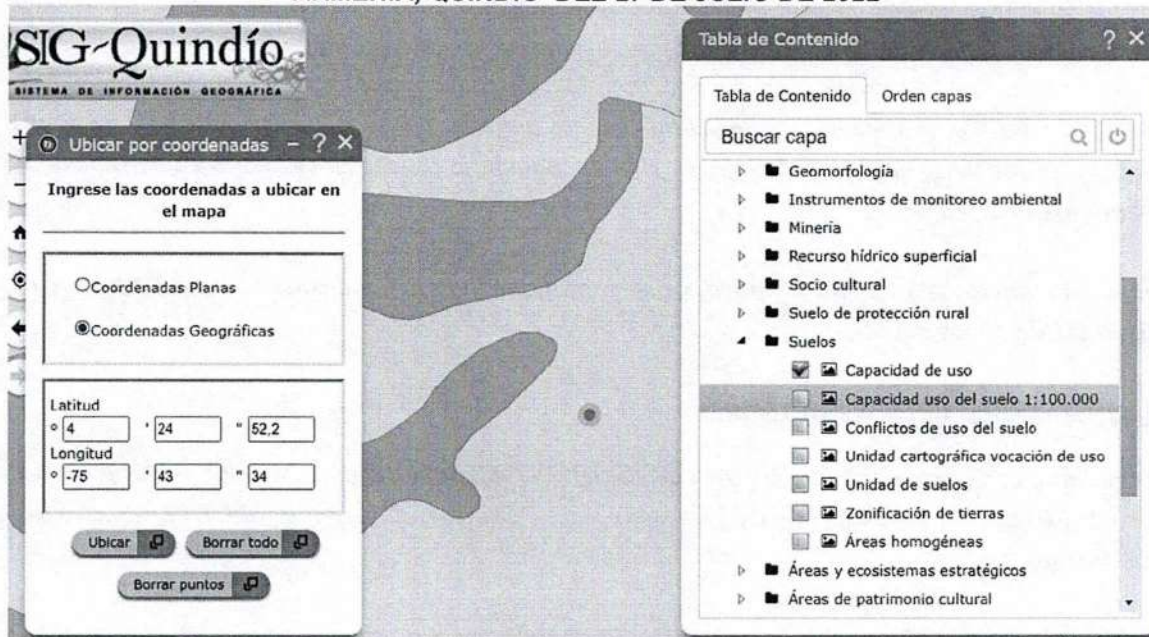 SIG-Quindío
SISTEMA DE INFORMACIÓN GEOGRÁFICA
Ubicar por coordenadas - ? ×
Ingrese las coordenadas a ubicar en
el mapa
Coordenadas Planas
Coordenadas Geográficas
Latitud
° 4 ' 24 " 52,2
Longitud
° -75 ' 43 " 34
Ubicar Borrar todo
Borrar puntos
Tabla de Contenido ? ×
Tabla de Contenido Orden capas
Buscar capa
Geomorfología
Instrumentos de monitoreo ambiental
Minería
Recurso hídrico superficial
Socio cultural
Suelo de protección rural
Suelos
Capacidad de uso
Capacidad uso del suelo 1:100.000
Conflictos de uso del suelo
Unidad cartográfica vocación de uso
Unidad de suelos
Zonificación de tierras
Áreas homogéneas
Áreas y ecosistemas estratégicos
Áreas de patrimonio cultural